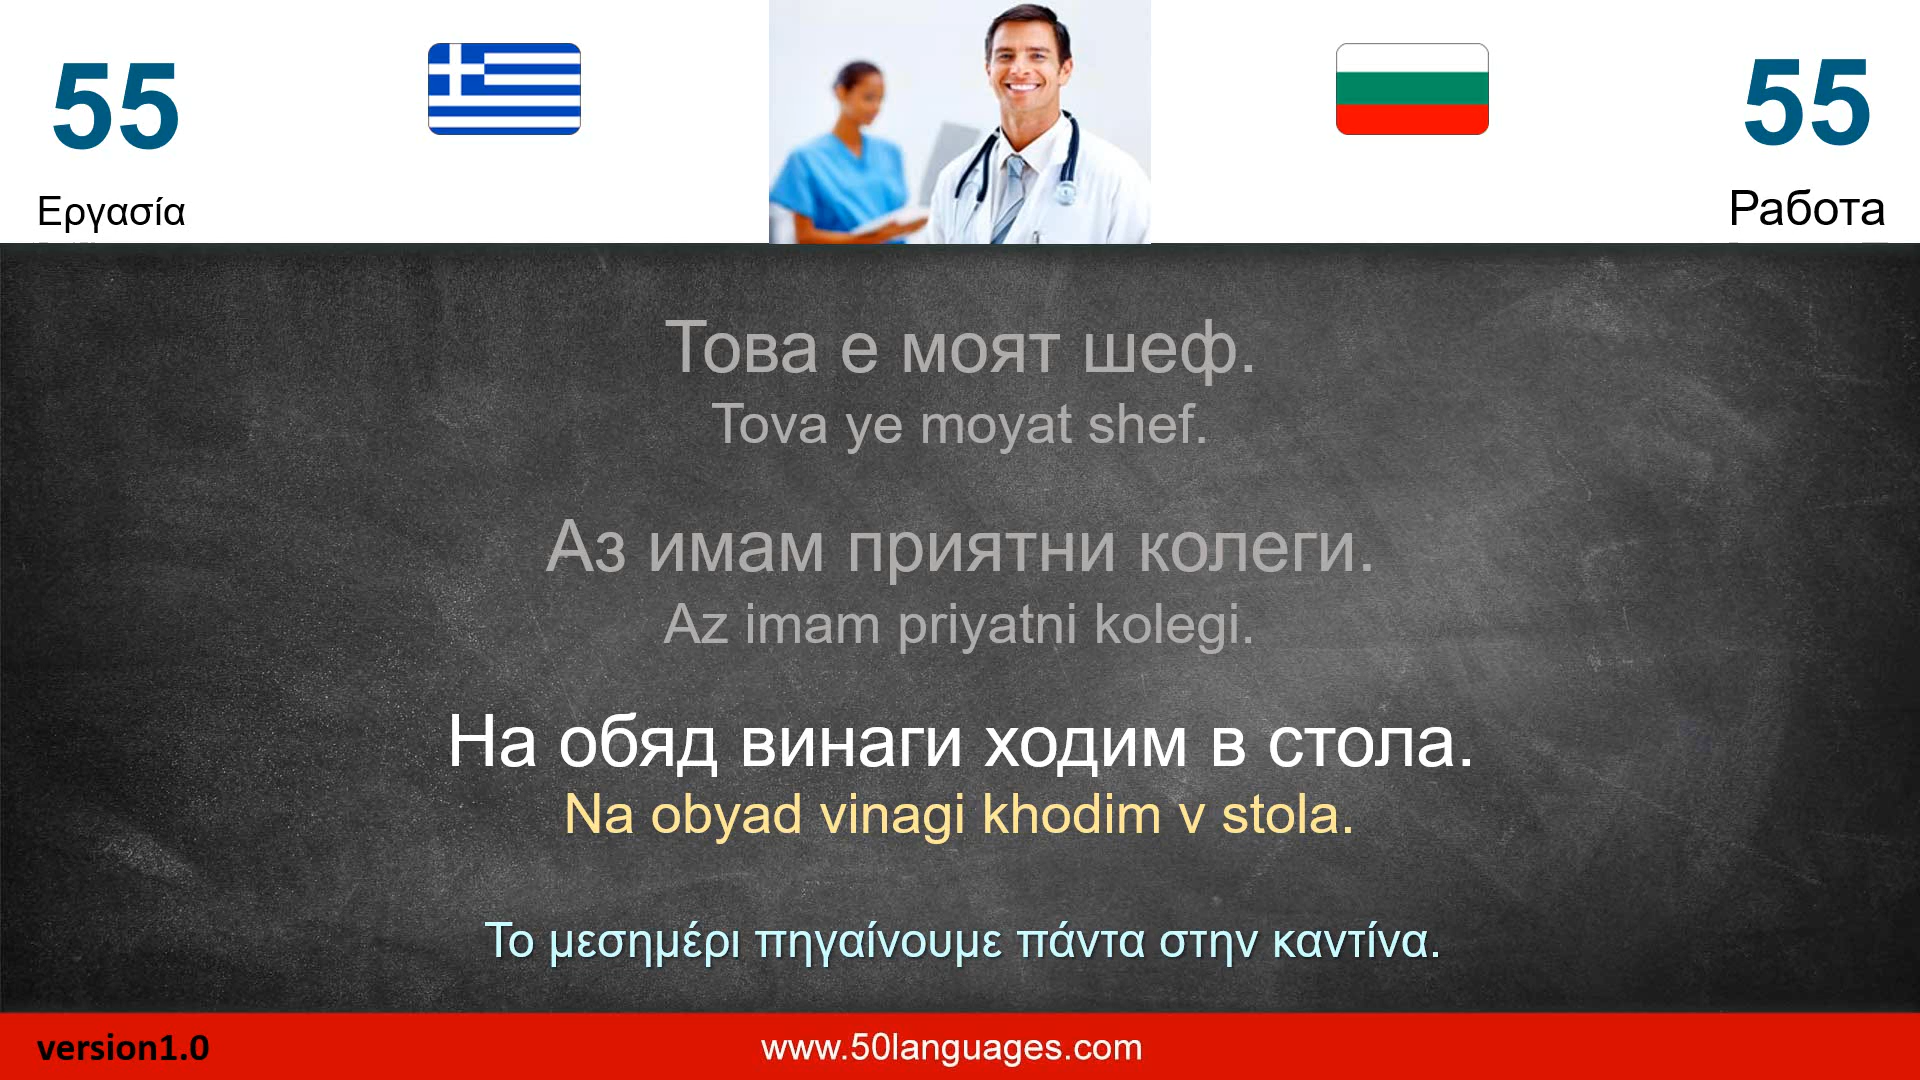 55
55
Εργασία
Работа
Това е моят шеф.
Tova ye moyat shef.
Аз имам приятни колеги.
Az imam priyatni kolegi.
На обяд винаги ходим в стола.
Na obyad vinagi khodim v stola.
Το μεσημέρι πηγαίνουμε πάντα στην καντίνα.
version1.0
www.50languages.com